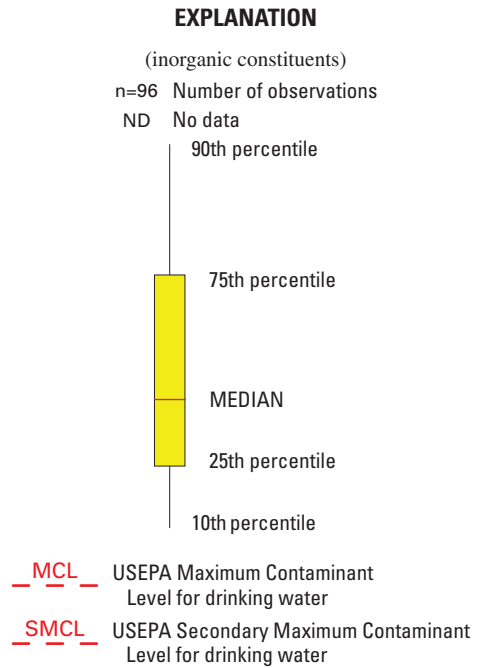 EXPLANATION
(inorganic constituents)
n=96 Number of observations
ND No data
90th percentile
75th percentile
MEDIAN
25th percentile
10th percentile
MCL USEPA Maximum Contaminant
Level for drinking water
SMCL USEPA Secondary Maximum Contaminant
Level for drinking water